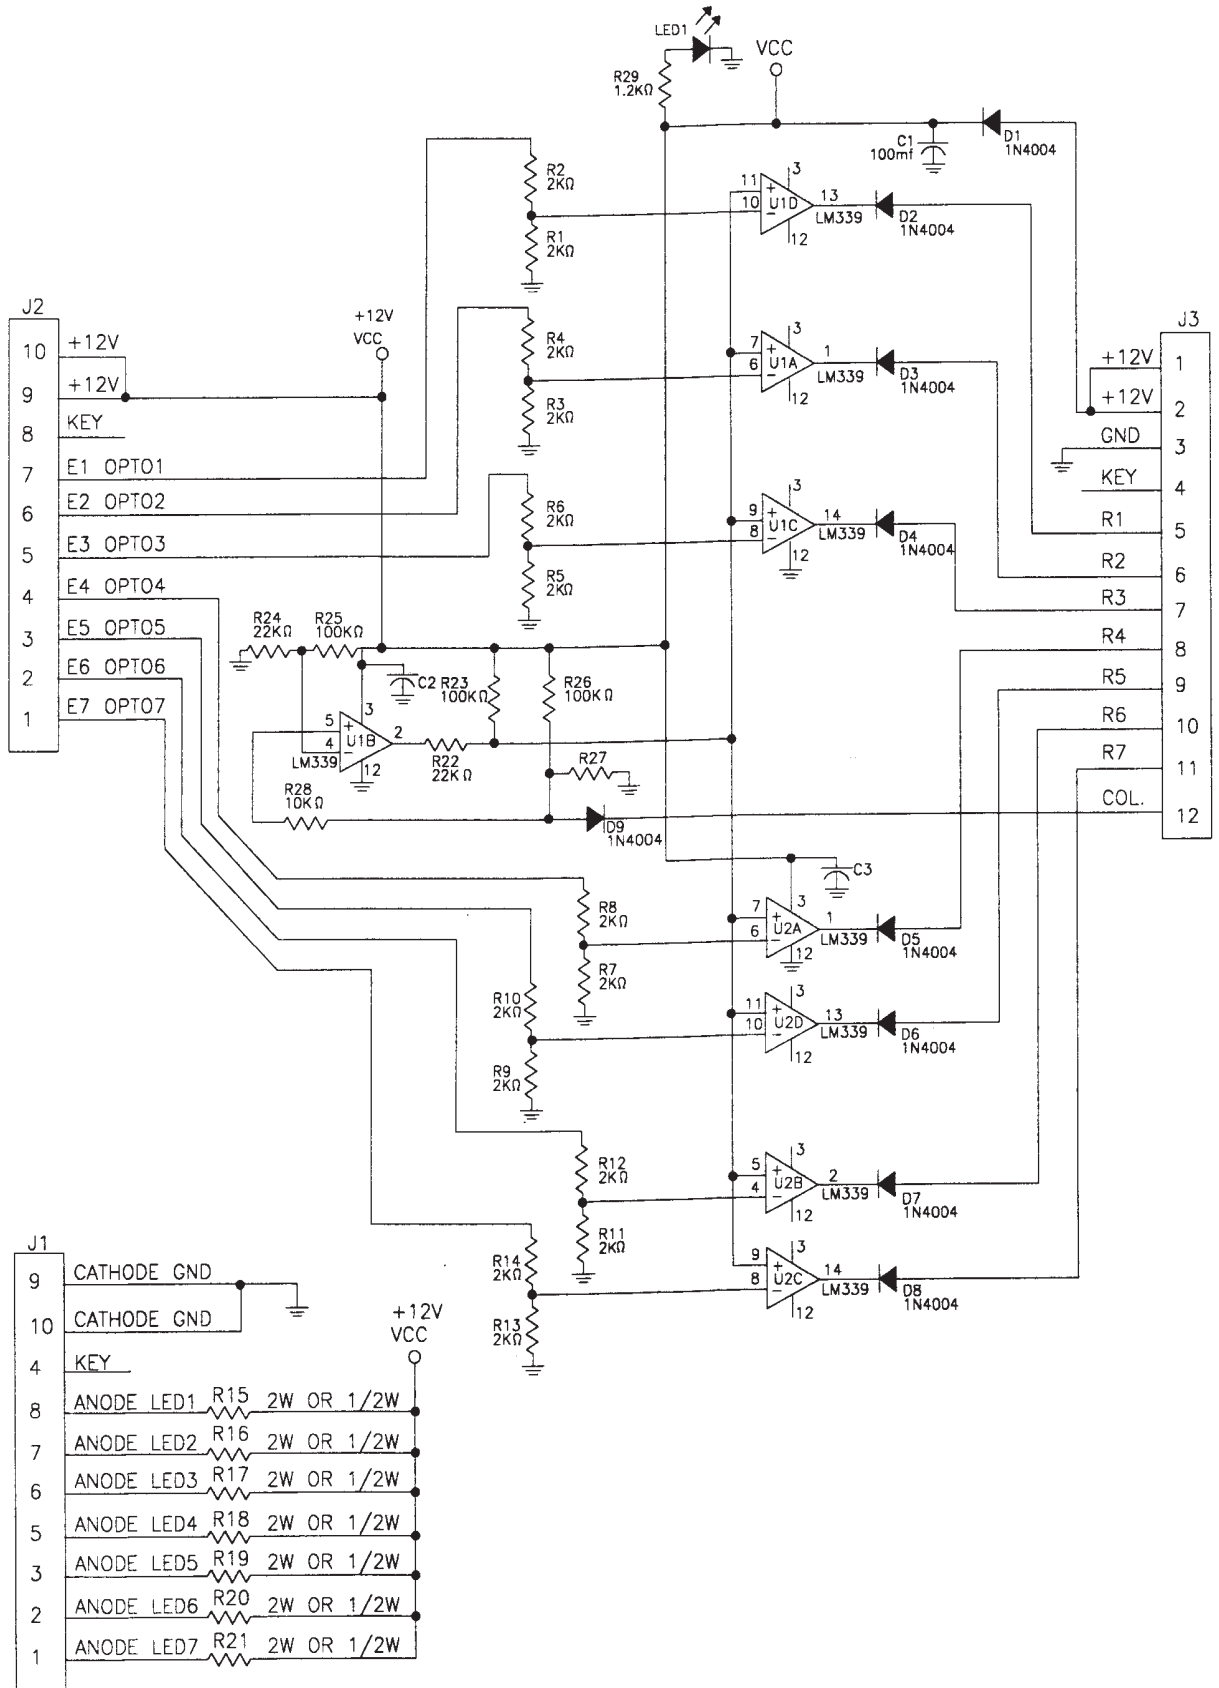 LED1
VCC
R29
1.2KΩ
C1
100mf
D1
1N4004
R2
2KΩ
R1
2KΩ
11
10
+
−
U1D
3
12
13
LM339
D2
1N4004
J2
+12V
VCC
R4
2KΩ
R3
2KΩ
7
6
+
−
U1A
3
12
1
LM339
D3
1N4004
J3
10 +12V
9 +12V
8 KEY
7 E1 OPTO1
6 E2 OPTO2
5 E3 OPTO3
4 E4 OPTO4
3 E5 OPTO5
2 E6 OPTO6
1 E7 OPTO7
+12V 1
+12V 2
GND 3
KEY 4
R1 5
R2 6
R3 7
R4 8
R5 9
R6 10
R7 11
COL. 12
R6
2KΩ
R5
2KΩ
9
8
+
−
U1C
3
12
14
LM339
D4
1N4004
R24
22KΩ
R25
100KΩ
C2
R23
100KΩ
R26
100KΩ
5
4
+
−
U1B
3
12
2
LM339
R22
22KΩ
R27
R28
10KΩ
D9
1N4004
C3
R8
2KΩ
R7
2KΩ
7
6
+
−
U2A
3
12
1
LM339
D5
1N4004
R10
2KΩ
R9
2KΩ
11
10
+
−
U2D
3
12
13
LM339
D6
1N4004
R12
2KΩ
R11
2KΩ
5
4
+
−
U2B
3
12
2
LM339
D7
1N4004
R14
2KΩ
R13
2KΩ
9
8
+
−
U2C
3
12
14
LM339
D8
1N4004
J1
9 CATHODE GND
10 CATHODE GND
4 KEY
+12V
VCC
8 ANODE LED1 R15 2W OR 1/2W
7 ANODE LED2 R16 2W OR 1/2W
6 ANODE LED3 R17 2W OR 1/2W
5 ANODE LED4 R18 2W OR 1/2W
3 ANODE LED5 R19 2W OR 1/2W
2 ANODE LED6 R20 2W OR 1/2W
1 ANODE LED7 R21 2W OR 1/2W